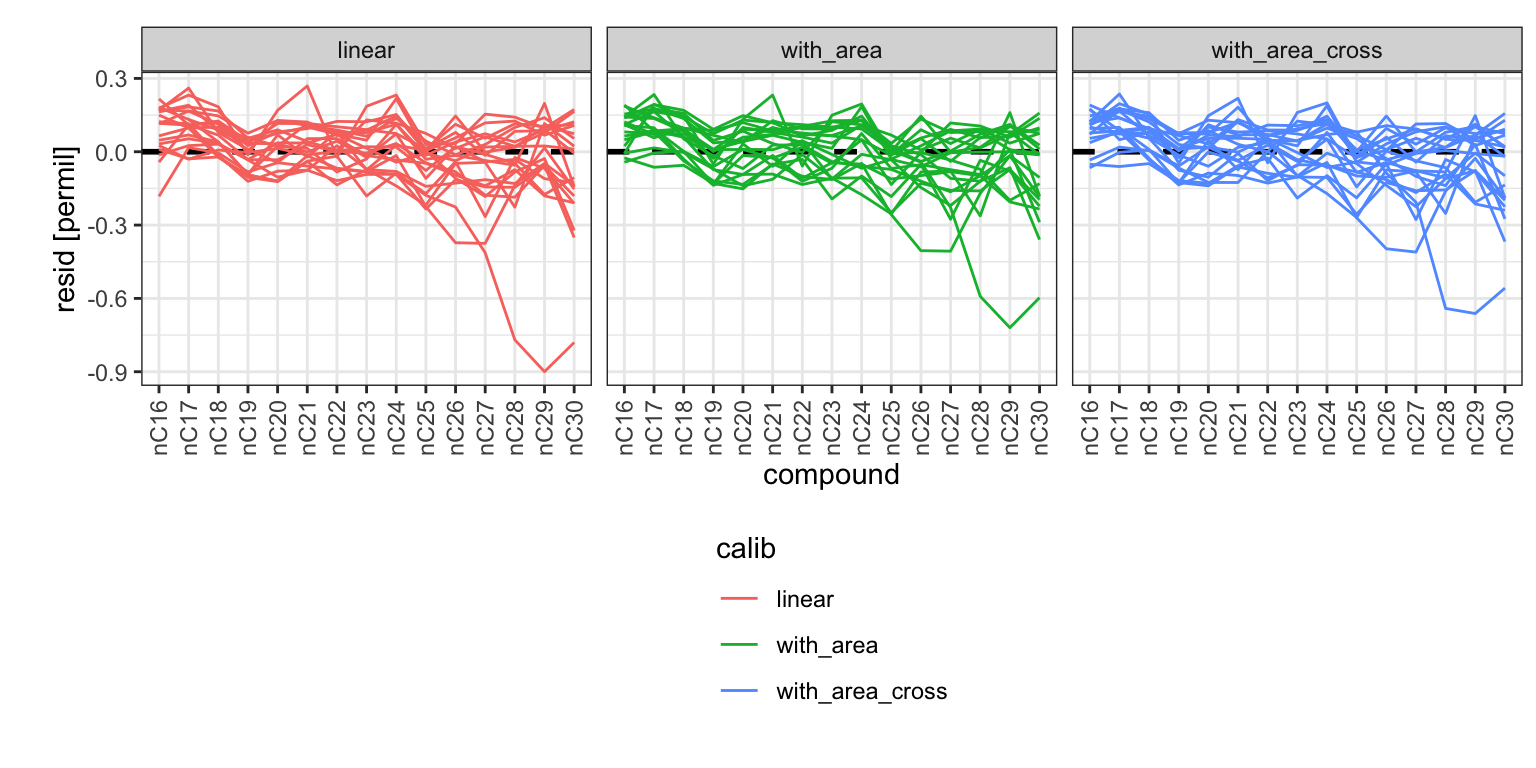 linear with_area with_area_cross
0.3
0.0
-0.3
-0.6
-0.9
resid [permil]
nC16 nC17 nC18 nC19 nC20 nC21 nC22 nC23 nC24 nC25 nC26 nC27 nC28 nC29 nC30 nC16 nC17 nC18 nC19 nC20 nC21 nC22 nC23 nC24 nC25 nC26 nC27 nC28 nC29 nC30 nC16 nC17 nC18 nC19 nC20 nC21 nC22 nC23 nC24 nC25 nC26 nC27 nC28 nC29 nC30
compound
calib
linear
with_area
with_area_cross